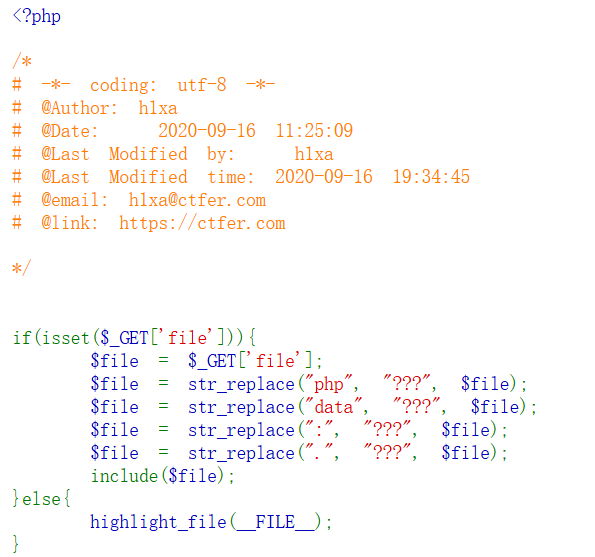 <?php

/*
# -*- coding: utf-8 -*-
# @Author: h1xa
# @Date:   2020-09-16 11:25:09
# @Last Modified by:   h1xa
# @Last Modified time: 2020-09-16 19:34:45
# @email: h1xa@ctfer.com
# @link: https://ctfer.com

*/


if(isset($_GET['file'])){
    $file = $_GET['file'];
    $file = str_replace("php", "???", $file);
    $file = str_replace("data", "???", $file);
    $file = str_replace(":", "???", $file);
    $file = str_replace(".", "???", $file);
    include($file);
}else{
    highlight_file(__FILE__);
}